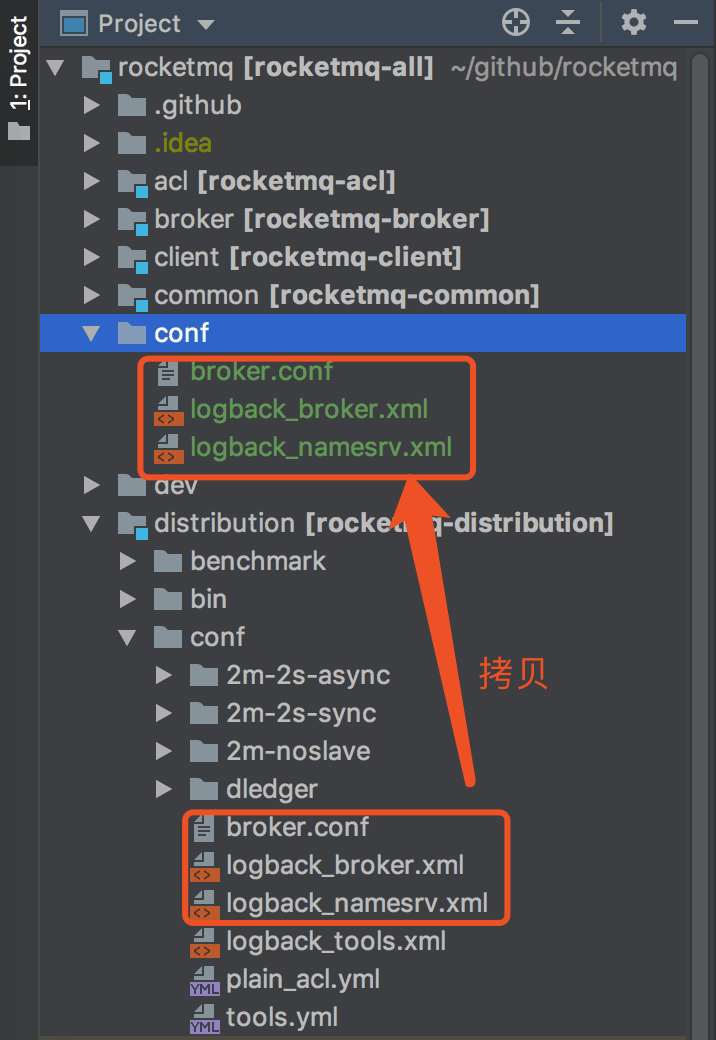 1: Project
Project
rocketmq [rocketmq-all] ~/github/rocketmq
.github
.idea
acl [rocketmq-acl]
broker [rocketmq-broker]
client [rocketmq-client]
common [rocketmq-common]
conf
broker.conf
logback_broker.xml
logback_namesrv.xml
dev
distribution [rocketmq-distribution]
benchmark
bin
conf
2m-2s-async
拷贝
2m-2s-sync
2m-noslave
dledger
broker.conf
logback_broker.xml
logback_namesrv.xml
logback_tools.xml
YML plain_acl.yml
YML tools.yml